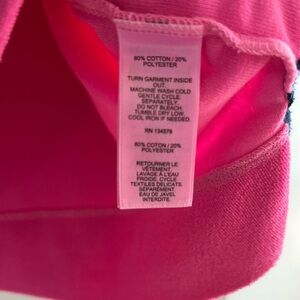 80% COTTON / 20%
POLYESTER
TURN GARMENT INSIDE
OUT.
MACHINE WASH COLD
GENTLE CYCLE
SEPARATELY.
DO NOT BLEACH.
TUMBLE DRY LOW.
COOL IRON IF NEEDED.
RN 134579
80% COTTON / 20%
POLYESTER
RETOURNER LE
VÊTEMENT.
LAVAGE À L'EAU
FROIDE, CYCLE
TEXTILES DÉLICATS.
SÉPARÉMENT.
EAU DE JAVEL
INTERDITE.